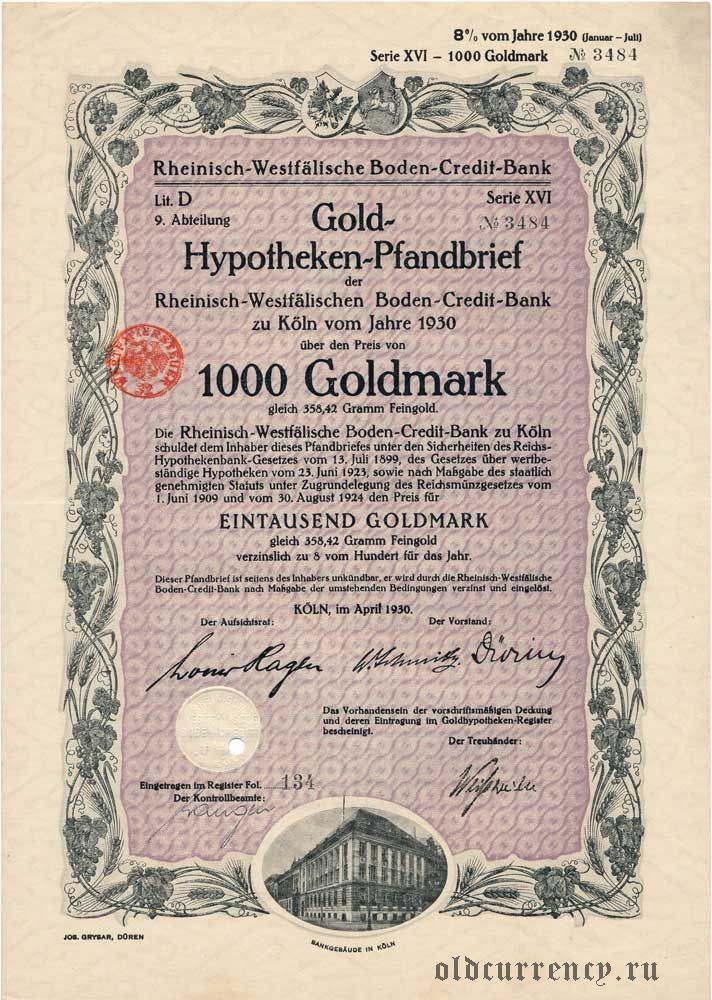 8% vom Jahre 1930 (Januar – Juli)
Serie XVI – 1000 Goldmark № 3484
Rheinisch-Westfälische Boden-Credit-Bank
Lit. D Serie XVI
9. Abteilung № 3484
Gold-
Hypotheken-Pfandbrief
der
Rheinisch-Westfälischen Boden-Credit-Bank
zu Köln vom Jahre 1930
über den Preis von
1000 Goldmark
gleich 358,42 Gramm Feingold.
Die Rheinisch-Westfälische Boden-Credit-Bank zu Köln
schuldet dem Inhaber dieses Pfandbriefes unter den Sicherheiten des Reichs-
Hypothekenbank-Gesetzes vom 13. Juli 1899, des Gesetzes über wertbe-
ständige Hypotheken vom 23. Juni 1923, sowie nach Maßgabe des staatlich
genehmigten Statuts unter Zugrundelegung des Reichsmünzgesetzes vom
1. Juni 1909 und vom 30. August 1924 den Preis für
EINTAUSEND GOLDMARK
gleich 358,42 Gramm Feingold
verzinslich zu 8 vom Hundert für das Jahr.
Dieser Pfandbrief ist seitens des Inhabers unkündbar, er wird durch die Rheinisch-Westfälische
Boden-Credit-Bank nach Maßgabe der umstehenden Bedingungen verzinst und eingelöst.
KÖLN, im April 1930.
Der Aufsichtsrat: Der Vorstand:
Louis Hagen W. Schmitz Düring
Das Vorhandensein der vorschriftsmäßigen Deckung
und deren Eintragung im Goldhypotheken-Register
bescheinigt.
Der Treuhänder:
Eingetragen im Register Fol. 134
Der Kontrollbeamte:
BANKGEBÄUDE IN KÖLN
JOS. GRYSAR, DÜREN
oldcurrency.ru